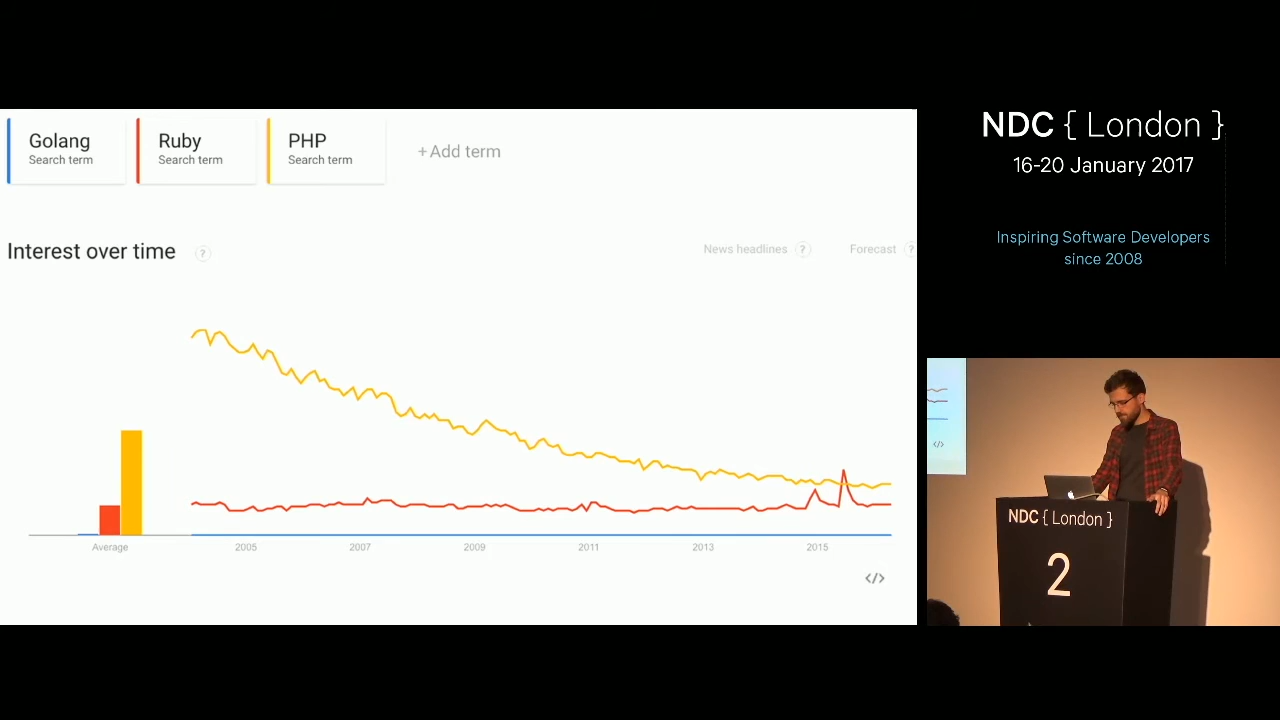 Golang
Search term
Ruby
Search term
PHP
Search term
+ Add term
Interest over time
?
News headlines ?
Forecast ?
Average
2005
2007
2009
2011
2013
2015
</>
NDC { London }
16-20 January 2017
Inspiring Software Developers
since 2008
</>
NDC { London }
2